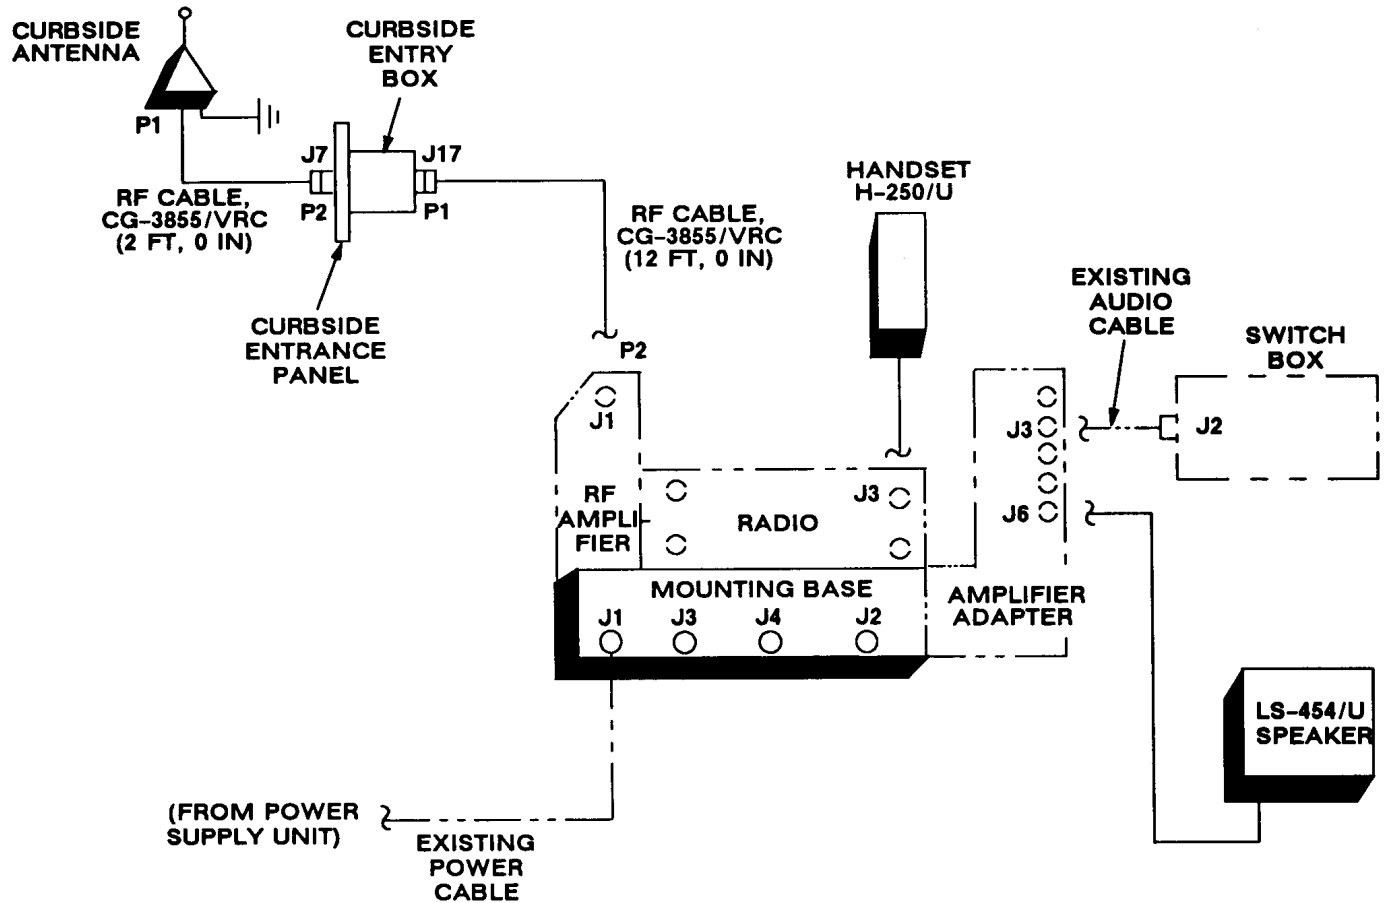 CURBSIDE
ANTENNA
P1
CURBSIDE
ENTRY
BOX
J7
J17
P2
P1
RF CABLE,
CG-3855/VRC
(2 FT, 0 IN)
CURBSIDE
ENTRANCE
PANEL
RF CABLE,
CG-3855/VRC
(12 FT, 0 IN)
P2
HANDSET
H-250/U
EXISTING
AUDIO
CABLE
SWITCH
BOX
J2
J1
RF
AMPLI-
FIER
RADIO
J3
J3
J6
AMPLIFIER
ADAPTER
MOUNTING BASE
J1 J3 J4 J2
LS-454/U
SPEAKER
(FROM POWER
SUPPLY UNIT)
EXISTING
POWER
CABLE